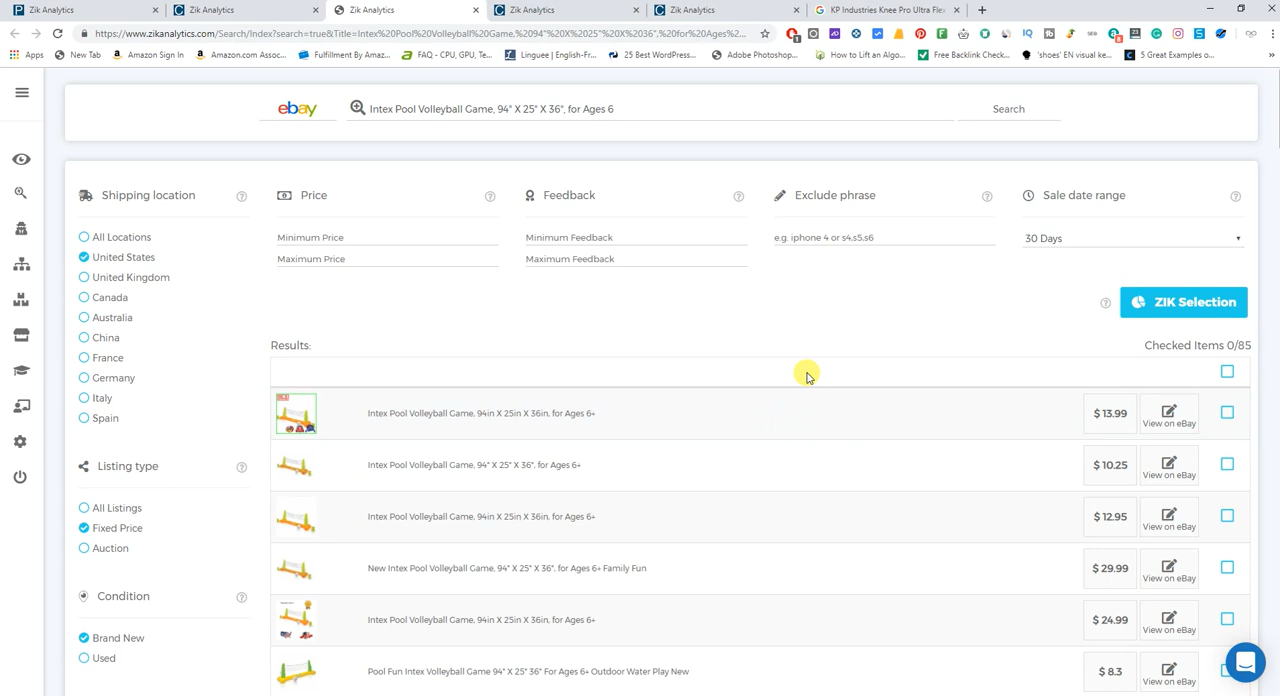 Zik Analytics
Zik Analytics
Zik Analytics
Zik Analytics
Zik Analytics
KP Industries Knee Pro Ultra Flex
https://www.zikanalytics.com/Search/Index?search=true&Title=Intex%20Pool%20Volleyball%20Game,%2094"%20X%2025"%20X%2036",%20for%20Ages...
Apps
New Tab
Amazon Sign In
Amazon.com Assoc...
Fulfillment By Amaz...
FAQ - CPU, GPU, Te...
Linguee | English-Fr...
25 Best WordPress...
Adobe Photoshop...
How to Lift an Algo...
Free Backlink Check...
'shoes' EN visual ke...
5 Great Examples o...
»
ebay
Intex Pool Volleyball Game, 94" X 25" X 36", for Ages 6
Search
Shipping location
Price
Feedback
Exclude phrase
Sale date range
All Locations
Minimum Price
Minimum Feedback
e.g. iphone 4 or s4,s5,s6
30 Days
United States
Maximum Price
Maximum Feedback
United Kingdom
Canada
ZIK Selection
Australia
China
Results:
Checked Items 0/85
France
Germany
Italy
Spain
Intex Pool Volleyball Game, 94in X 25in X 36in, for Ages 6+
$ 13.99
View on eBay
Intex Pool Volleyball Game, 94" X 25" X 36", for Ages 6+
$ 10.25
View on eBay
Listing type
All Listings
Fixed Price
Auction
Intex Pool Volleyball Game, 94in X 25in X 36in, for Ages 6+
$ 12.95
View on eBay
New Intex Pool Volleyball Game, 94" X 25" X 36", for Ages 6+ Family Fun
$ 29.99
View on eBay
Condition
Brand New
Used
Intex Pool Volleyball Game, 94in X 25in X 36in, for Ages 6+
$ 24.99
View on eBay
Pool Fun Intex Volleyball Game 94" X 25" 36" For Ages 6+ Outdoor Water Play New
$ 8.3
View on eBay